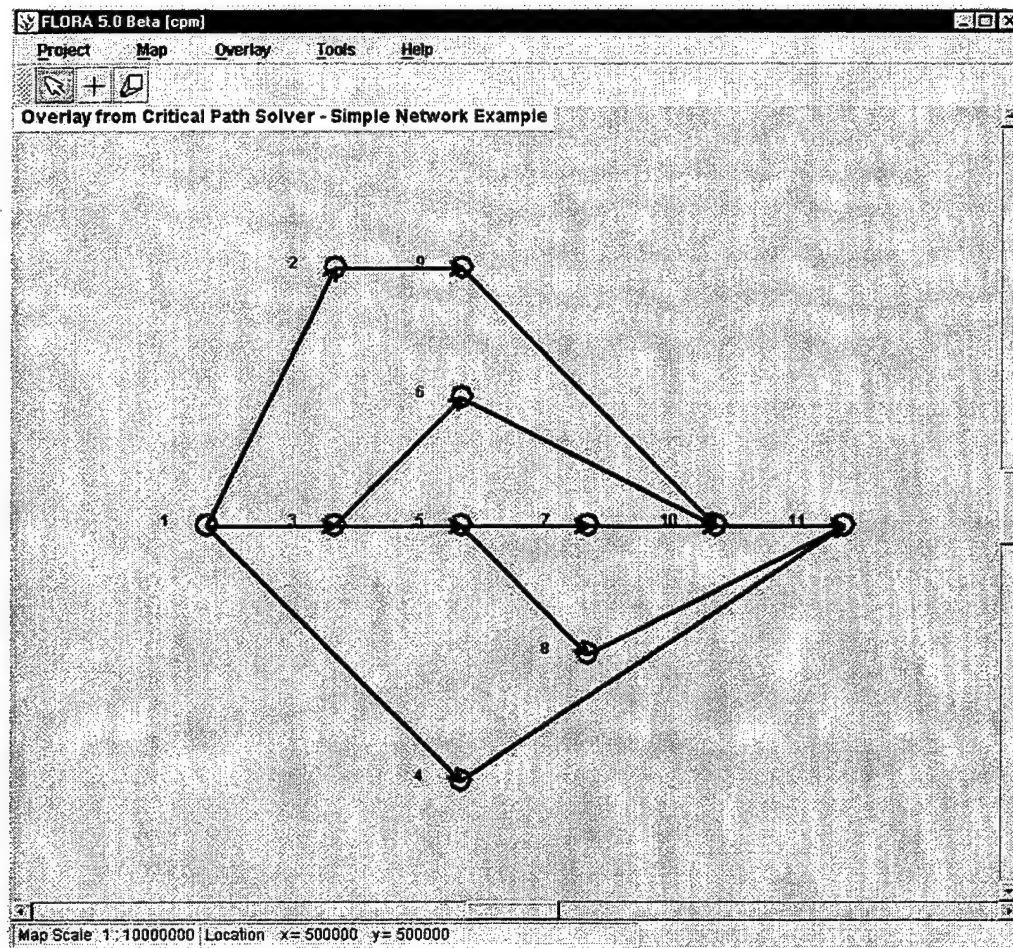 FLORA 5.0 Beta [cpm]
Project Map Overlay Tools Help
Overlay from Critical Path Solver - Simple Network Example
2 9
6
1 3 5 7 10 11
8
4
Map Scale 1 : 10000000 Location x= 500000 y= 500000